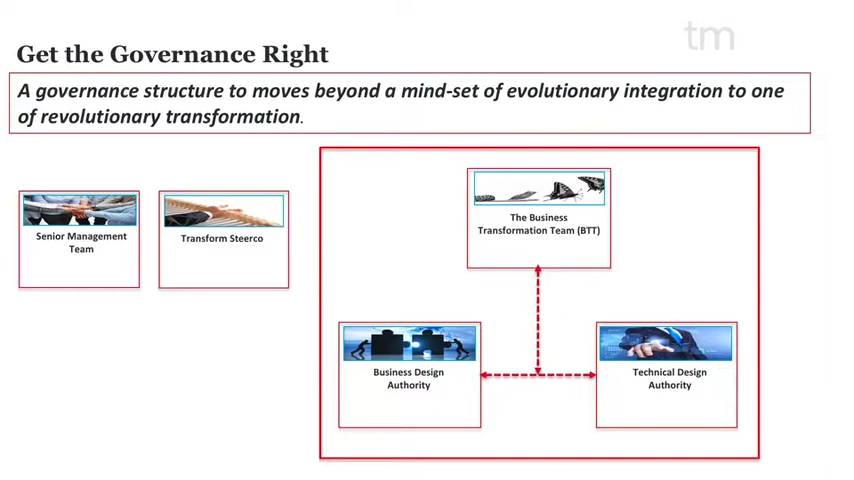 tm
Get the Governance Right
A governance structure to moves beyond a mind-set of evolutionary integration to one
of revolutionary transformation.
Senior Management
Team
Transform Steerco
The Business
Transformation Team (BTT)
Business Design
Authority
Technical Design
Authority